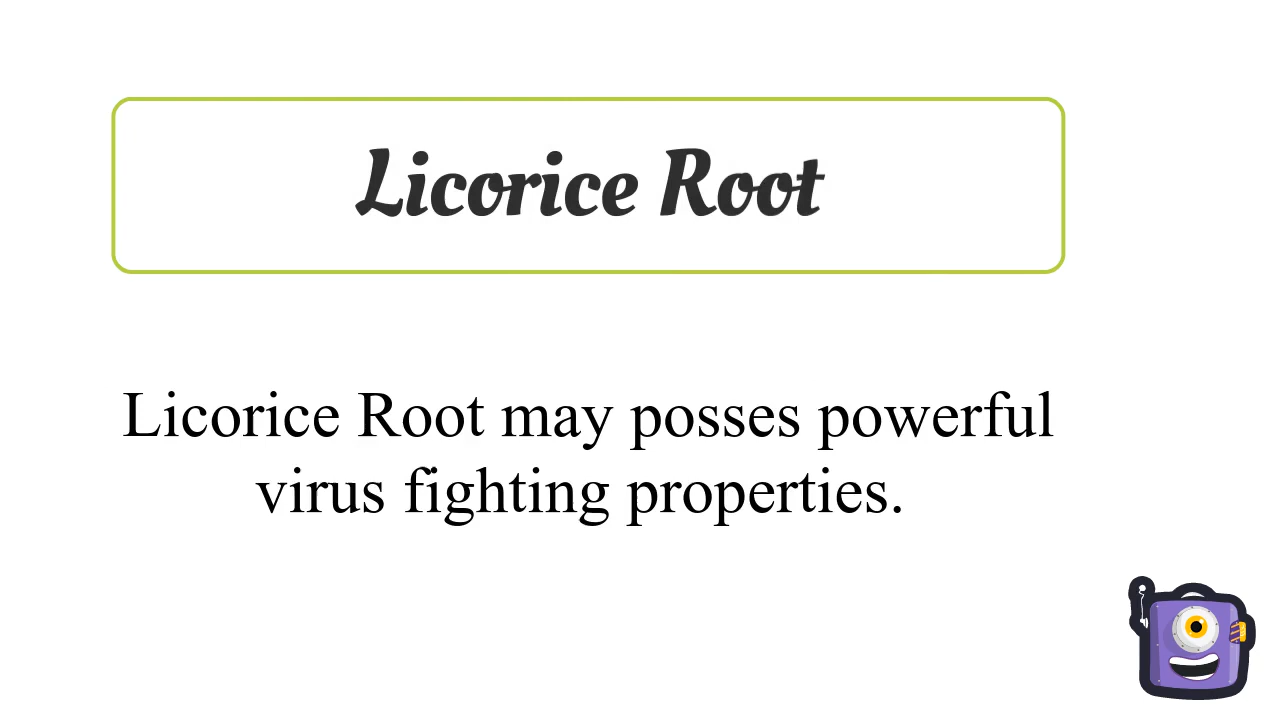 Licorice Root
Licorice Root may posses powerful
virus fighting properties.